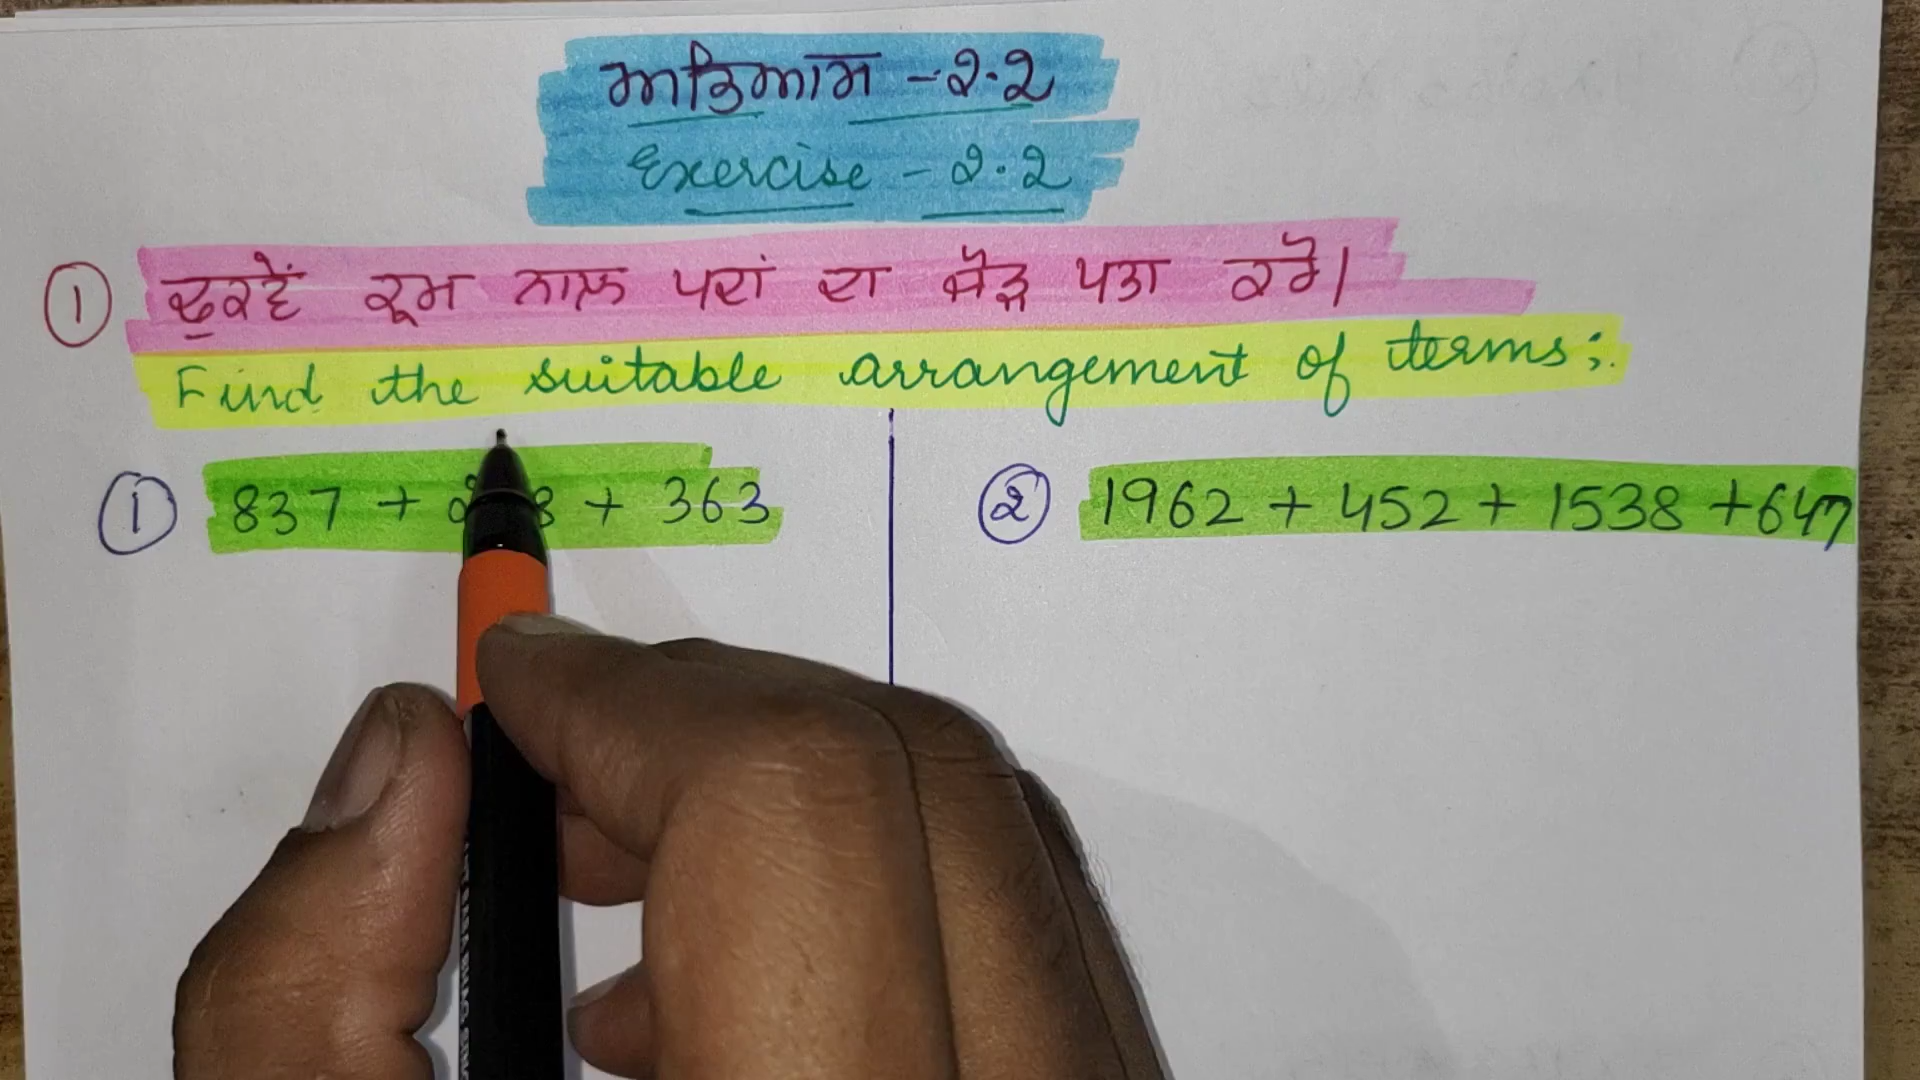 ਅਭਿਆਸ - 2.2
Exercise - 2.2
① ਢੁਕਵੇਂ ਕ੍ਰਮ ਨਾਲ ਪਦਾਂ ਦਾ ਜੋੜ ਪਤਾ ਕਰੋ।
Find the suitable arrangement of terms:
① 837 + + 363
② 1962 + 452 + 1538 + 647